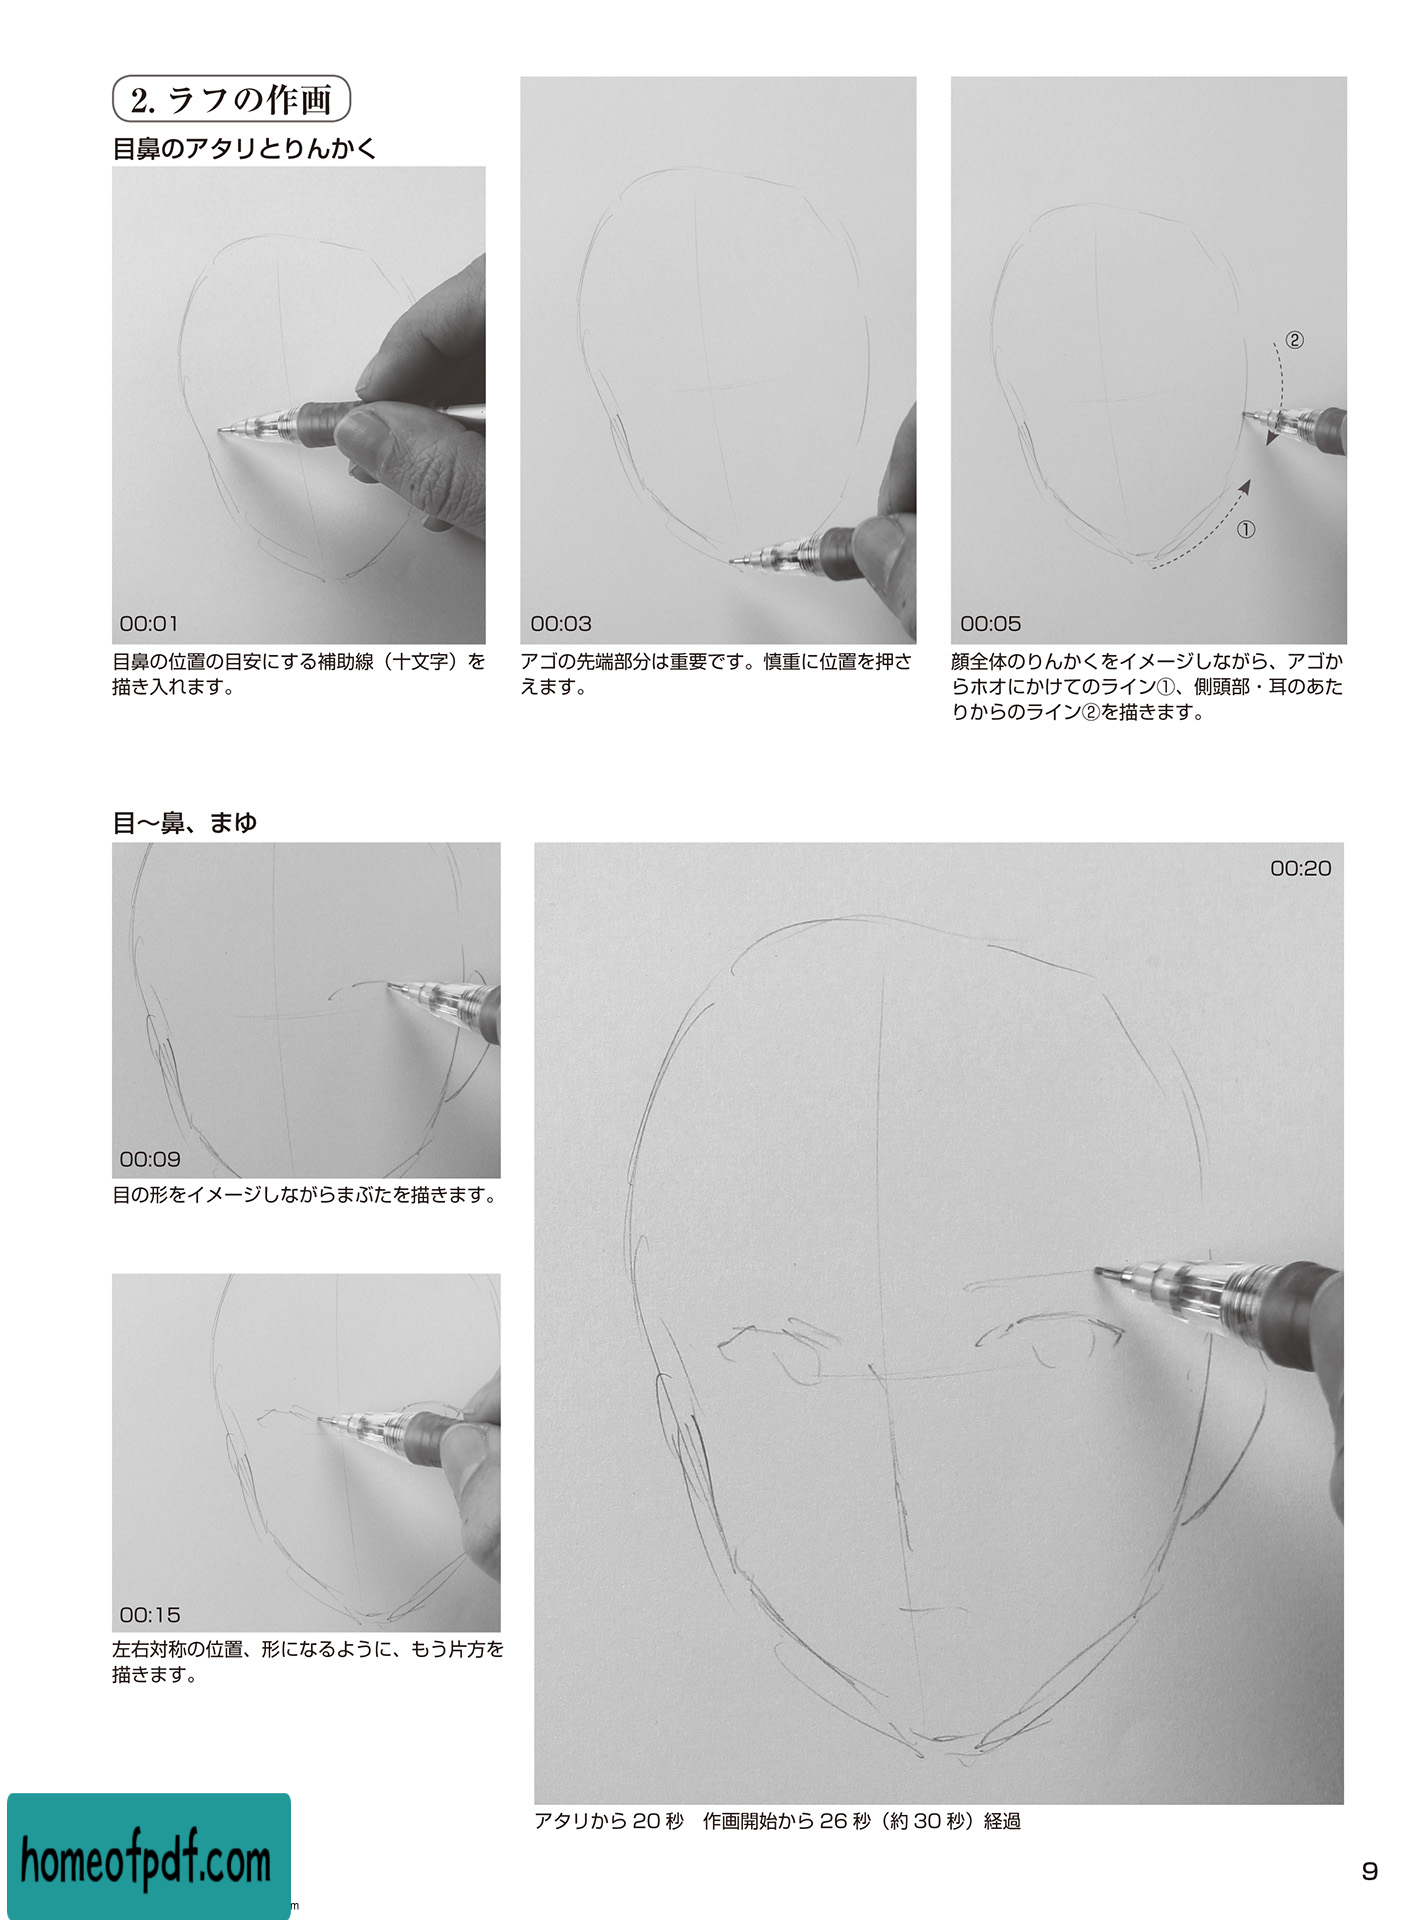 2. ラフの作画
目鼻のアタリとりんかく
00:01
目鼻の位置の目安にする補助線（十文字）を
描き入れます。
00:03
アゴの先端部分は重要です。慎重に位置を押さ
えます。
②
①
00:05
顔全体のりんかくをイメージしながら、アゴか
らホオにかけてのライン①、側頭部・耳のあた
りからのライン②を描きます。
目〜鼻、まゆ
00:09
目の形をイメージしながらまぶたを描きます。
00:15
左右対称の位置、形になるように、もう片方を
描きます。
00:20
アタリから 20 秒　作画開始から 26 秒（約 30 秒）経過
homeofpdf.com
m
9